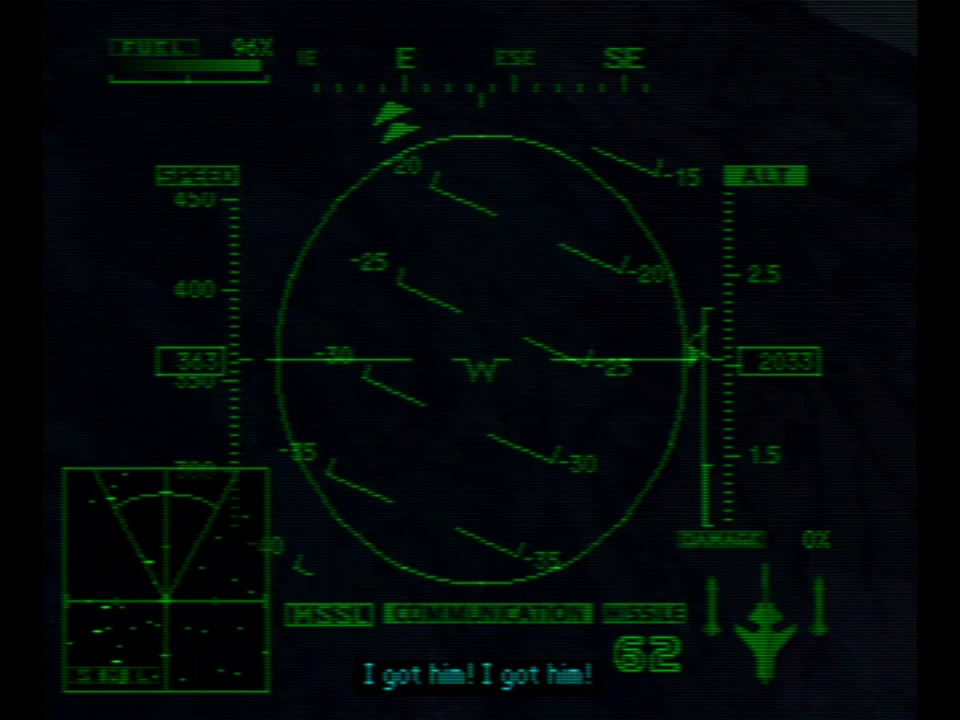 FUEL 96%
E ESE SE
-20
-15
SPEED ALT
450
-25
-20
2.5
400
363 -30 -25 2033
350
-35 -30
1.5
300
DAMAGE 0%
-35
MSSL COMMUNICATION MISSILE
62
I got him! I got him!